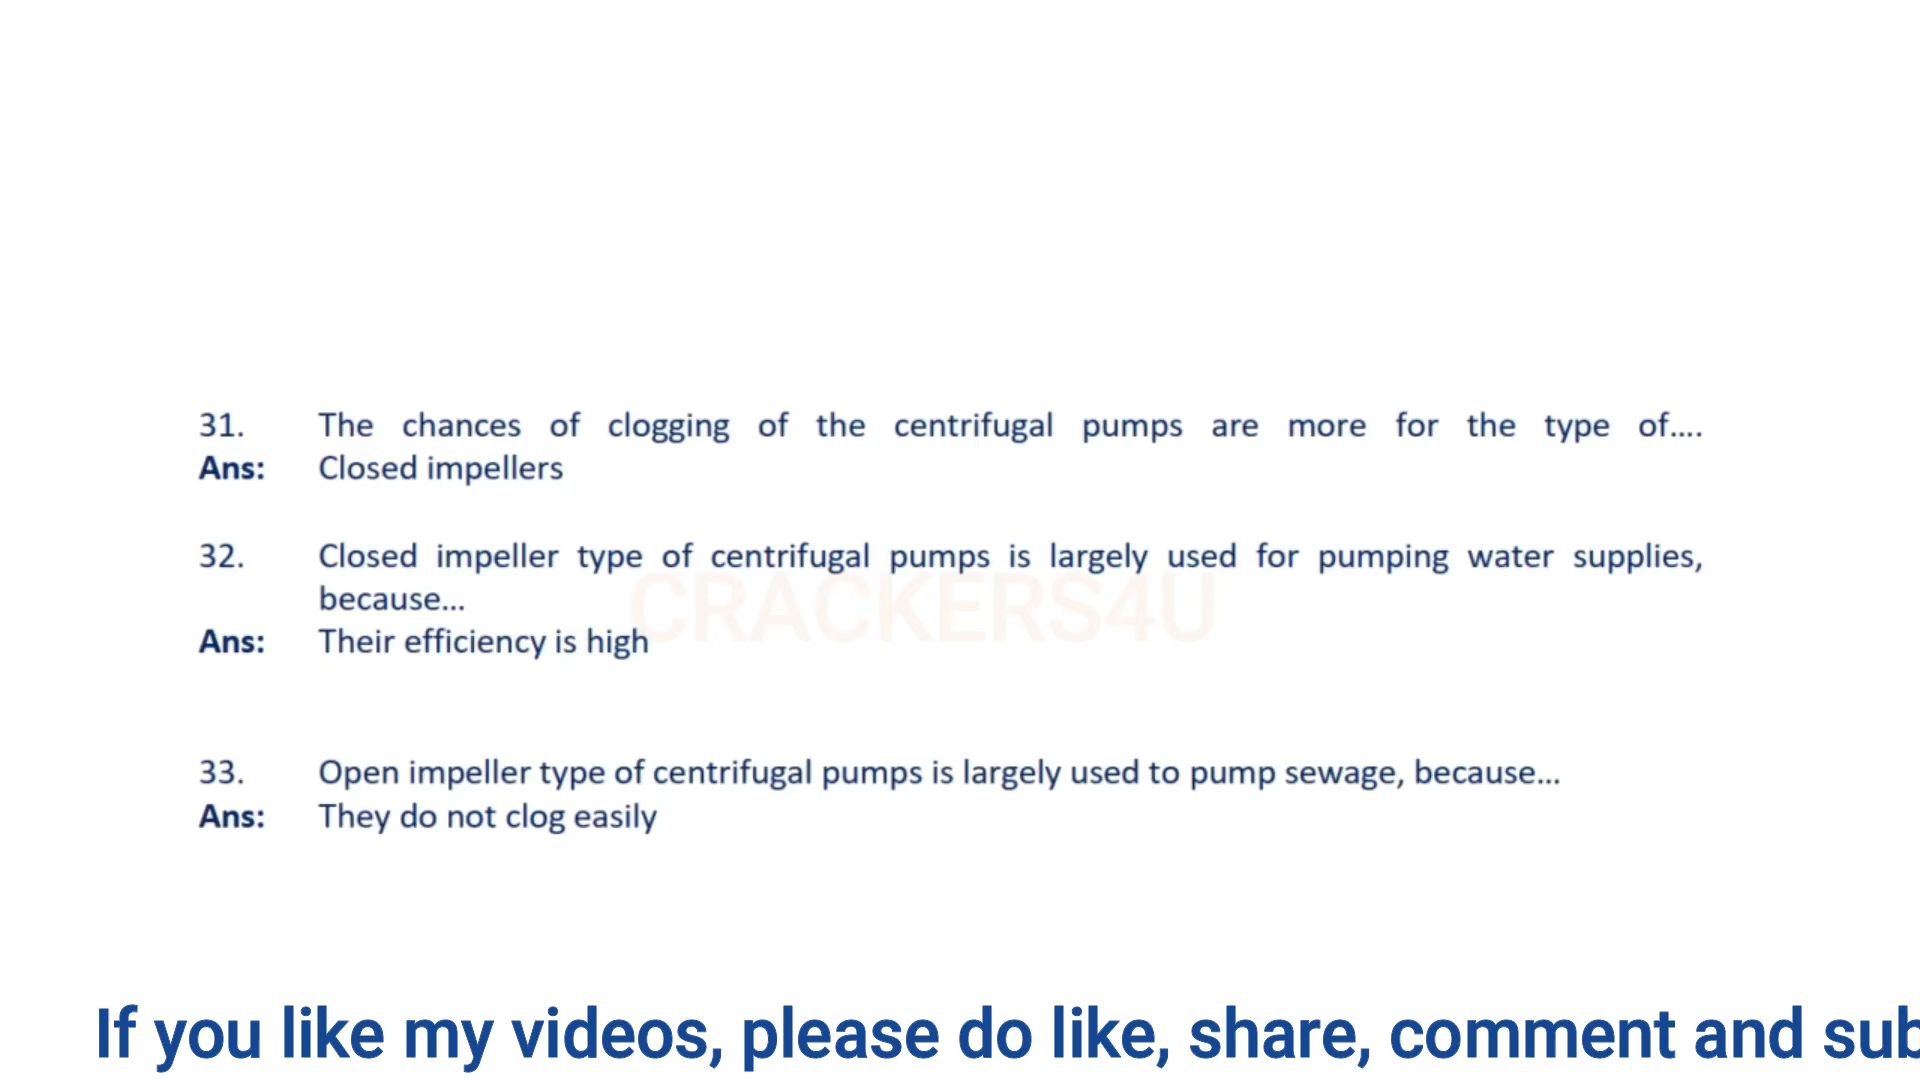 31. The chances of clogging of the centrifugal pumps are more for the type of....
Ans: Closed impellers
32. Closed impeller type of centrifugal pumps is largely used for pumping water supplies,
because...
CRACKERS4U
Ans: Their efficiency is high
33. Open impeller type of centrifugal pumps is largely used to pump sewage, because...
Ans: They do not clog easily
If you like my videos, please do like, share, comment and sub